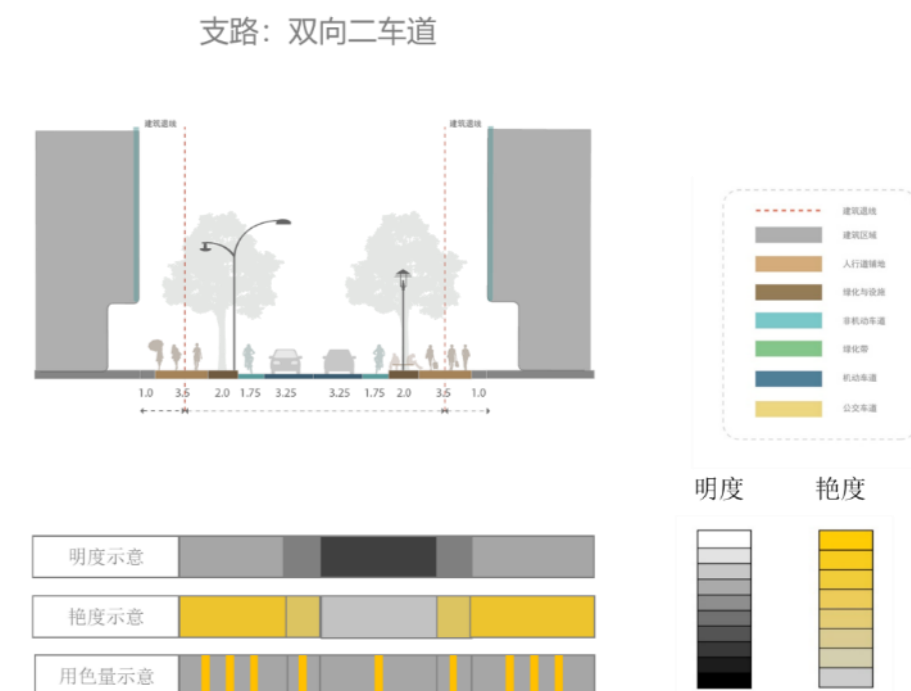 支路：双向二车道
建筑退线
建筑退线
1.0 3.5 2.0 1.75 3.25 3.25 1.75 2.0 3.5 1.0
建筑退线
建筑区域
人行道铺地
绿化与设施
非机动车道
绿化带
机动车道
公交车道
明度 艳度
明度示意
艳度示意
用色量示意